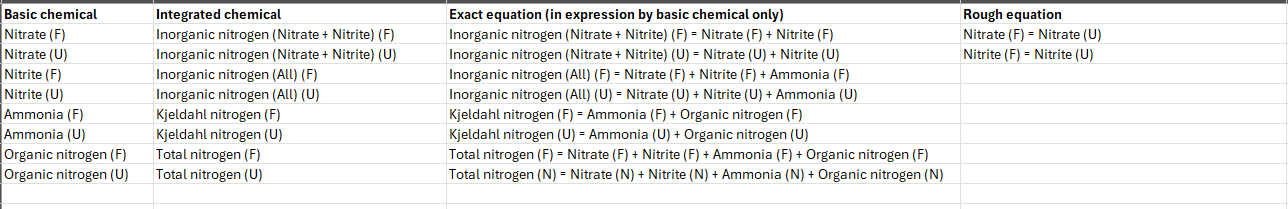 Basic chemical Integrated chemical Exact equation (in expression by basic chemical only) Rough equation
Nitrate (F) Inorganic nitrogen (Nitrate + Nitrite) (F) Inorganic nitrogen (Nitrate + Nitrite) (F) = Nitrate (F) + Nitrite (F) Nitrate (F) = Nitrate (U)
Nitrate (U) Inorganic nitrogen (Nitrate + Nitrite) (U) Inorganic nitrogen (Nitrate + Nitrite) (U) = Nitrate (U) + Nitrite (U) Nitrite (F) = Nitrite (U)
Nitrite (F) Inorganic nitrogen (All) (F) Inorganic nitrogen (All) (F) = Nitrate (F) + Nitrite (F) + Ammonia (F)
Nitrite (U) Inorganic nitrogen (All) (U) Inorganic nitrogen (All) (U) = Nitrate (U) + Nitrite (U) + Ammonia (U)
Ammonia (F) Kjeldahl nitrogen (F) Kjeldahl nitrogen (F) = Ammonia (F) + Organic nitrogen (F)
Ammonia (U) Kjeldahl nitrogen (U) Kjeldahl nitrogen (U) = Ammonia (U) + Organic nitrogen (U)
Organic nitrogen (F) Total nitrogen (F) Total nitrogen (F) = Nitrate (F) + Nitrite (F) + Ammonia (F) + Organic nitrogen (F)
Organic nitrogen (U) Total nitrogen (U) Total nitrogen (N) = Nitrate (N) + Nitrite (N) + Ammonia (N) + Organic nitrogen (N)